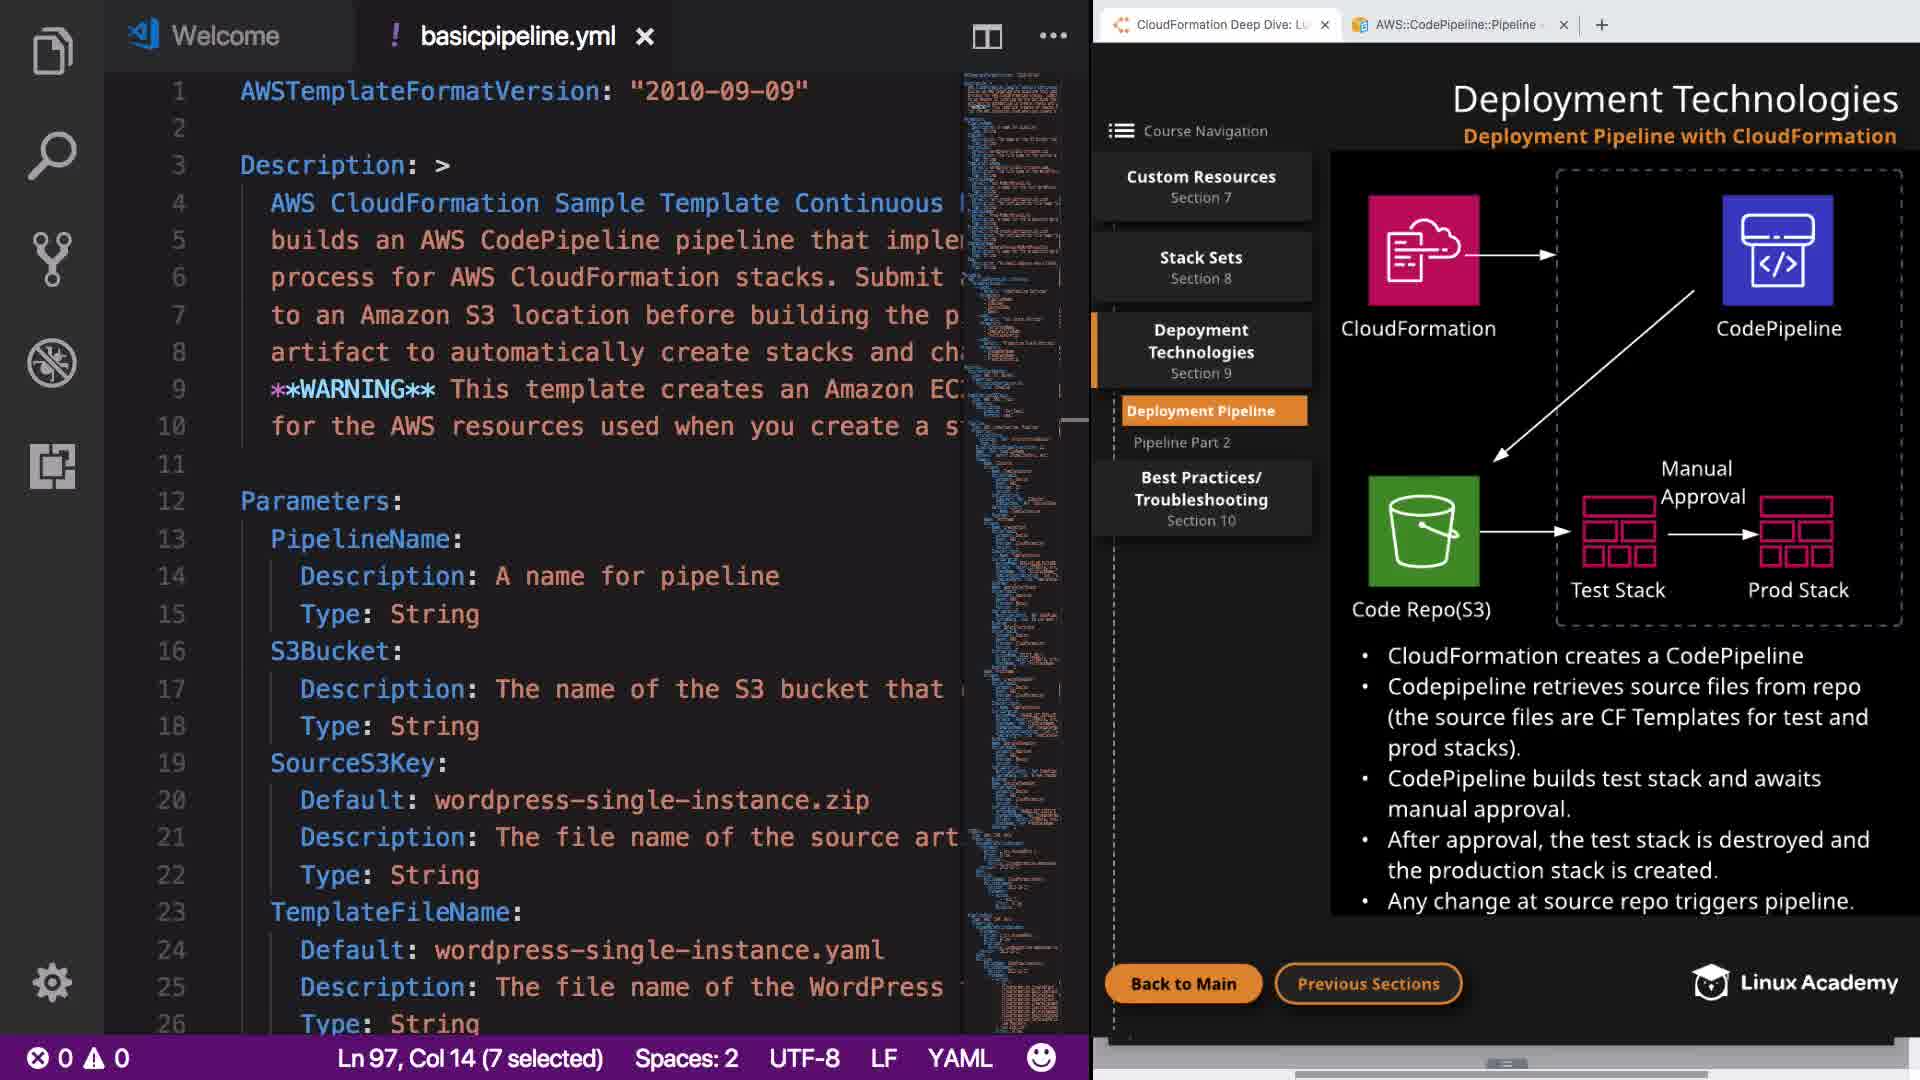 Welcome
! basicpipeline.yml
1 AWSTemplateFormatVersion: "2010-09-09"
2
3 Description: >
4 AWS CloudFormation Sample Template Continuous
5 builds an AWS CodePipeline pipeline that imple
6 process for AWS CloudFormation stacks. Submit
7 to an Amazon S3 location before building the p
8 artifact to automatically create stacks and ch
9 **WARNING** This template creates an Amazon EC
10 for the AWS resources used when you create a s
11
12 Parameters:
13 PipelineName:
14 Description: A name for pipeline
15 Type: String
16 S3Bucket:
17 Description: The name of the S3 bucket that
18 Type: String
19 SourceS3Key:
20 Default: wordpress-single-instance.zip
21 Description: The file name of the source art
22 Type: String
23 TemplateFileName:
24 Default: wordpress-single-instance.yaml
25 Description: The file name of the WordPress
26 Type: String
0 0 Ln 97, Col 14 (7 selected) Spaces: 2 UTF-8 LF YAML
CloudFormation Deep Dive: Lu
AWS::CodePipeline::Pipeline
Deployment Technologies
Deployment Pipeline with CloudFormation
Course Navigation
Custom Resources
Section 7
Stack Sets
Section 8
Depoyment
Technologies
Section 9
Deployment Pipeline
Pipeline Part 2
Best Practices/
Troubleshooting
Section 10
CloudFormation
CodePipeline
Manual
Approval
Code Repo(S3)
Test Stack
Prod Stack
• CloudFormation creates a CodePipeline
• Codepipeline retrieves source files from repo
(the source files are CF Templates for test and
prod stacks).
• CodePipeline builds test stack and awaits
manual approval.
• After approval, the test stack is destroyed and
the production stack is created.
• Any change at source repo triggers pipeline.
Back to Main
Previous Sections
Linux Academy